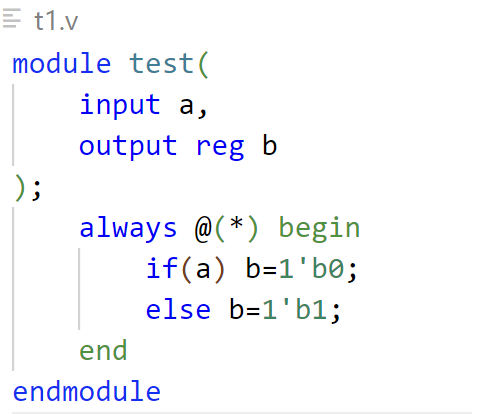 t1.v
module test(
    input a,
    output reg b
);
    always @(*) begin
        if(a) b=1'b0;
        else b=1'b1;
    end
endmodule